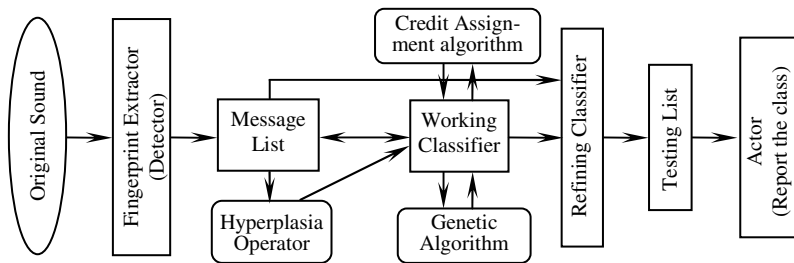 Original Sound
Fingerprint Extractor
(Detector)
Message
List
Hyperplasia
Operator
Credit Assign-
ment algorithm
Working
Classifier
Genetic
Algorithm
Refining Classifier
Testing List
Actor
(Report the class)